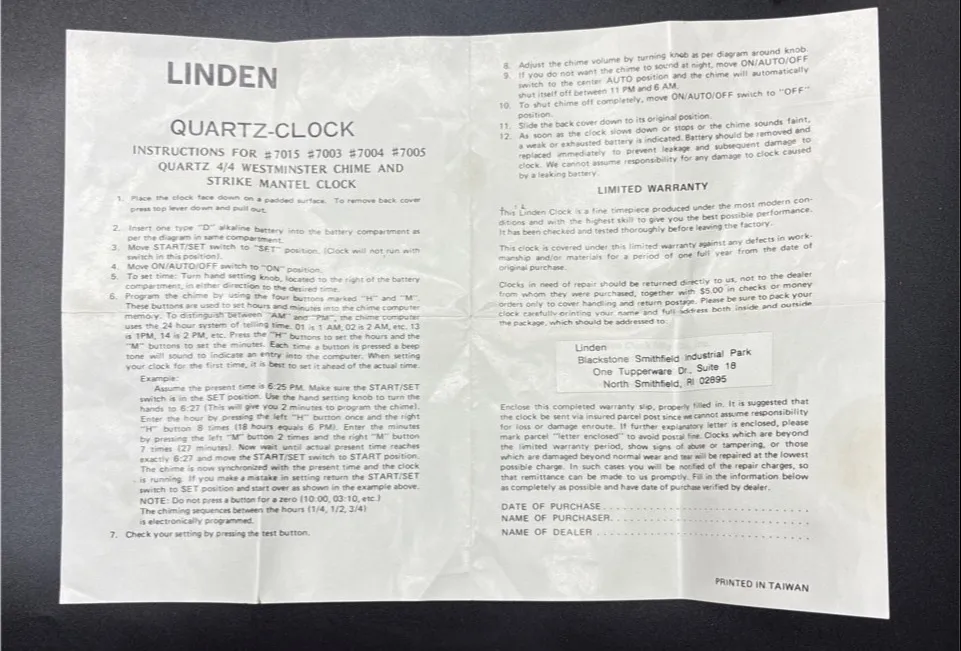 LINDEN
QUARTZ-CLOCK
INSTRUCTIONS FOR #7015 #7003 #7004 #7005
QUARTZ 4/4 WESTMINSTER CHIME AND
STRIKE MANTEL CLOCK
1. Place the clock face down on a padded surface. To remove back cover
press top lever down and pull out.
2. Insert one type "D" alkaline battery into the battery compartment as
per the diagram in same compartment.
3. Move START/SET switch to "SET" position. (Clock will not run with
switch in this position).
4. Move ON/AUTO/OFF switch to "ON" position.
5. To set time: Turn hand setting knob, located to the right of the battery
compartment, in either direction to the desired time.
6. Program the chime by using the four buttons marked "H" and "M".
These buttons are used to set hours and minutes into the chime computer
memory. To distinguish between "AM" and "PM", the chime computer
uses the 24 hour system of telling time. 01 is 1 AM, 02 is 2 AM, etc. 13
is 1PM, 14 is 2 PM, etc. Press the "H" buttons to set the hours and the
"M" buttons to set the minutes. Each time a button is pressed a beep
tone will sound to indicate an entry into the computer. When setting
your clock for the first time, it is best to set it ahead of the actual time.
Example:
Assume the present time is 6:25 PM. Make sure the START/SET
switch is in the SET position. Use the hand setting knob to turn the
hands to 6:27 (This will give you 2 minutes to program the chime).
Enter the hour by pressing the left "H" button once and the right
"H" button 8 times (18 hours equals 6 PM). Enter the minutes
by pressing the left "M" button 2 times and the right "M" button
7 times (27 minutes). Now wait until actual present time reaches
exactly 6:27 and move the START/SET switch to START position.
The chime is now synchronized with the present time and the clock
is running. If you make a mistake in setting return the START/SET
switch to SET position and start over as shown in the example above.
NOTE: Do not press a button for a zero (10:00, 03:10, etc.)
The chiming sequences between the hours (1/4, 1/2, 3/4)
is electronically programmed.
7. Check your setting by pressing the test button.
8. Adjust the chime volume by turning knob as per diagram around knob.
9. If you do not want the chime to sound at night, move ON/AUTO/OFF
switch to the center AUTO position and the chime will automatically
shut itself off between 11 PM and 6 AM.
10. To shut chime off completely, move ON/AUTO/OFF switch to "OFF"
position.
11. Slide the back cover down to its original position.
12. As soon as the clock slows down or stops or the chime sounds faint,
a weak or exhausted battery is indicated. Battery should be removed and
replaced immediately to prevent leakage and subsequent damage to
clock. We cannot assume responsibility for any damage to clock caused
by a leaking battery.
LIMITED WARRANTY
This Linden Clock is a fine timepiece produced under the most modern con-
ditions and with the highest skill to give you the best possible performance.
It has been checked and tested thoroughly before leaving the factory.
This clock is covered under this limited warranty against any defects in work-
manship and/or materials for a period of one full year from the date of
original purchase.
Clocks in need of repair should be returned directly to us, not to the dealer
from whom they were purchased, together with $5.00 in checks or money
orders only to cover handling and return postage. Please be sure to pack your
clock carefully printing your name and full address both inside and outside
the package, which should be addressed to:
Linden
Blackstone Smithfield Industrial Park
One Tupperware Dr., Suite 18
North Smithfield, RI 02895
Enclose this completed warranty slip, properly filled in. It is suggested that
the clock be sent via insured parcel post since we cannot assume responsibility
for loss or damage enroute. If further explanatory letter is enclosed, please
mark parcel "letter enclosed" to avoid postal fine. Clocks which are beyond
the limited warranty period, show signs of abuse or tampering, or those
which are damaged beyond normal wear and tear will be repaired at the lowest
possible charge. In such cases you will be notified of the repair charges, so
that remittance can be made to us promptly. Fill in the information below
as completely as possible and have date of purchase verified by dealer.
DATE OF PURCHASE
NAME OF PURCHASER
NAME OF DEALER
PRINTED IN TAIWAN